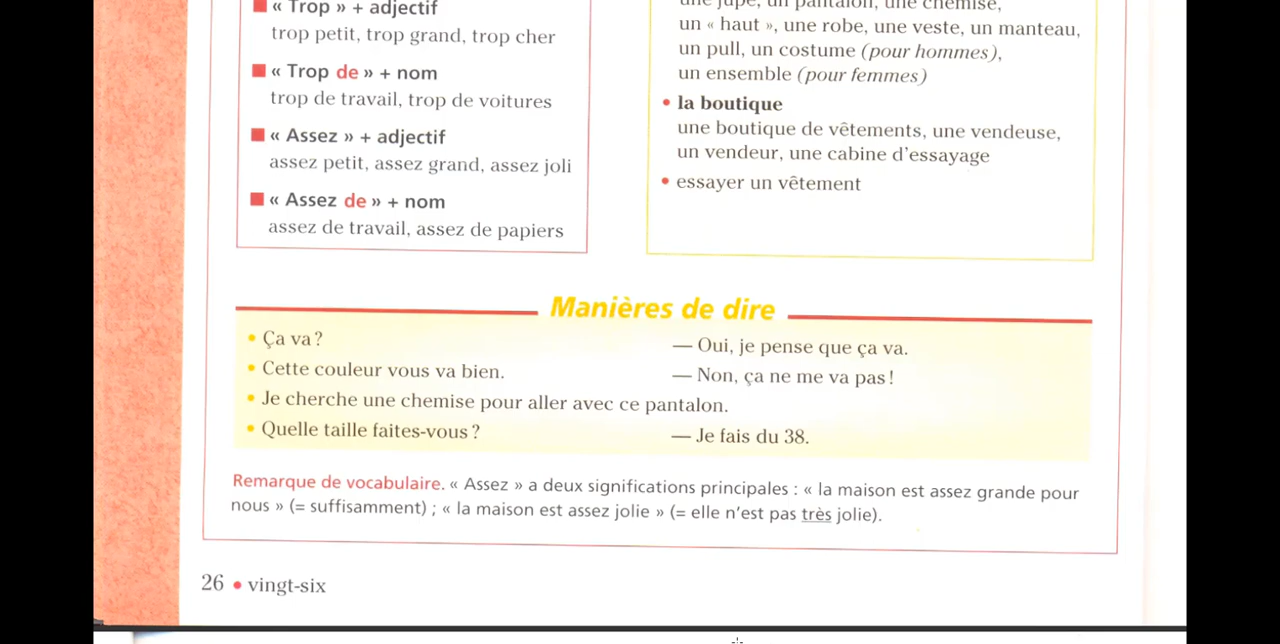 ■ « Trop » + adjectif
trop petit, trop grand, trop cher
■ « Trop de » + nom
trop de travail, trop de voitures
■ « Assez » + adjectif
assez petit, assez grand, assez joli
■ « Assez de » + nom
assez de travail, assez de papiers
une jupe, un pantalon, une chemise,
un « haut », une robe, une veste, un manteau,
un pull, un costume (pour hommes),
un ensemble (pour femmes)
• la boutique
une boutique de vêtements, une vendeuse,
un vendeur, une cabine d'essayage
• essayer un vêtement
Manières de dire
• Ça va ? — Oui, je pense que ça va.
• Cette couleur vous va bien. — Non, ça ne me va pas !
• Je cherche une chemise pour aller avec ce pantalon.
• Quelle taille faites-vous ? — Je fais du 38.
Remarque de vocabulaire. « Assez » a deux significations principales : « la maison est assez grande pour
nous » (= suffisamment) ; « la maison est assez jolie » (= elle n'est pas très jolie).
26 • vingt-six